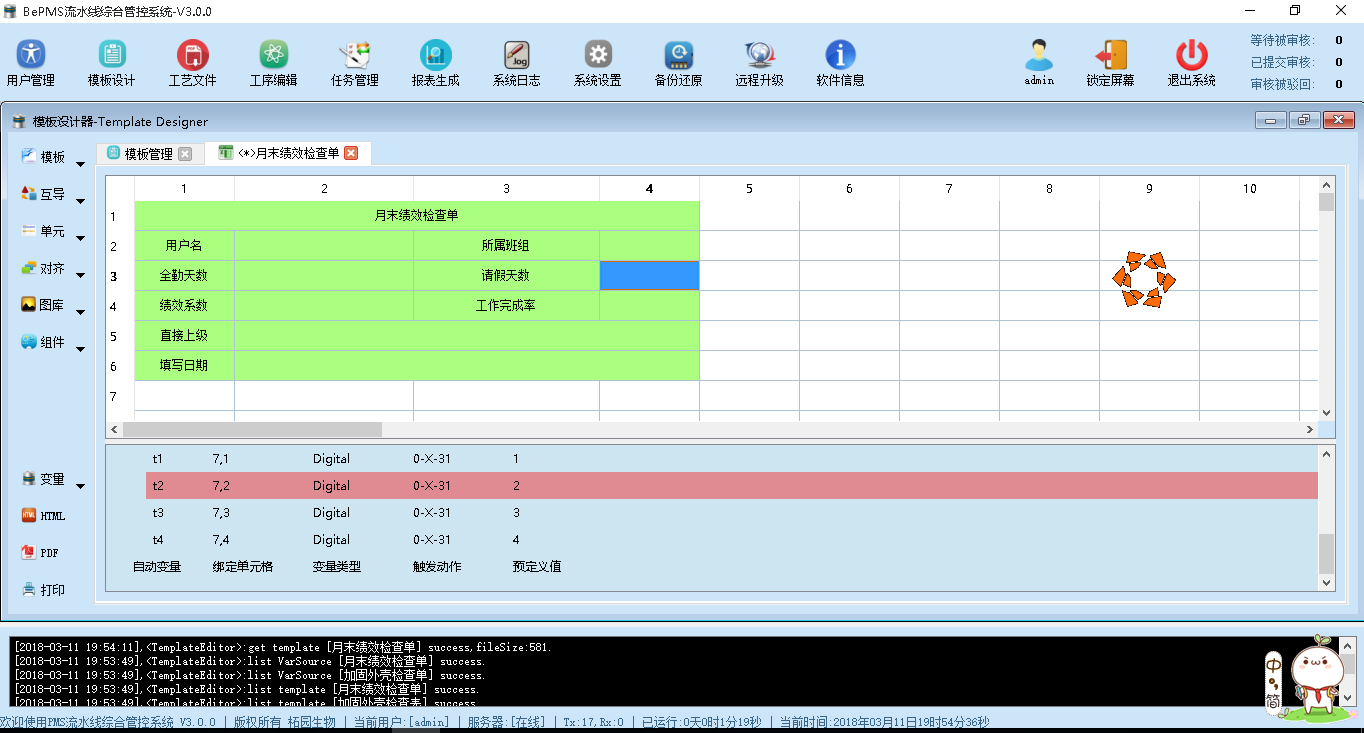 BePMS流水线综合管控系统-V3.0.0
用户管理 模板设计 工艺文件 工序编辑 任务管理 报表生成 系统日志 系统设置 备份还原 远程升级 软件信息 admin 锁定屏幕 退出系统
.log
等待被审核: 0
已提交审核: 0
审核被驳回: 0
模板设计器-Template Designer
模板
互导
单元
对齐
图库
组件
变量
HTML
PDF
打印
模板管理 <*>月末绩效检查单
1 2 3 4 5 6 7 8 9 10
1 月末绩效检查单
2 用户名 所属班组
3 全勤天数 请假天数
4 绩效系数 工作完成率
5 直接上级
6 填写日期
7
t1 7,1 Digital 0-X-31 1
t2 7,2 Digital 0-X-31 2
t3 7,3 Digital 0-X-31 3
t4 7,4 Digital 0-X-31 4
自动变量 绑定单元格 变量类型 触发动作 预定义值
[2018-03-11 19:54:11],<TemplateEditor>:get template [月末绩效检查单] success,fileSize:581.
[2018-03-11 19:53:49],<TemplateEditor>:list VarSource [月末绩效检查单] success.
[2018-03-11 19:53:49],<TemplateEditor>:list VarSource [加固外壳检查单] success.
[2018-03-11 19:53:49],<TemplateEditor>:list template [月末绩效检查单] success.
[2018-03-11 19:53:49],<TemplateEditor>:list template [加固外壳检查表] success.
中
简
欢迎使用PMS流水线综合管控系统 V3.0.0 | 版权所有 拓园生物 | 当前用户:[admin] | 服务器:[在线] | Tx:17,Rx:0 | 已运行:0天0时1分19秒 | 当前时间:2018年03月11日19时54分36秒